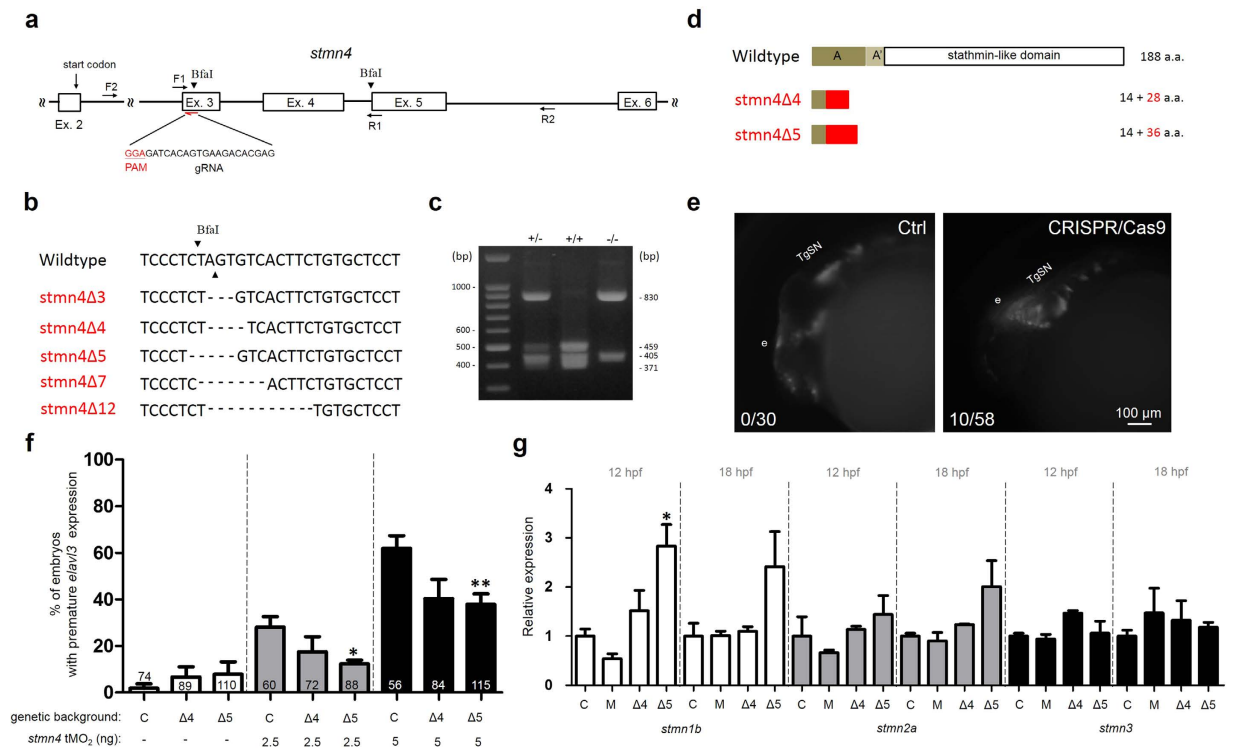 a
stmn4
start codon
BfaI
BfaI
F2
F1
Ex. 2
Ex. 3
Ex. 4
Ex. 5
Ex. 6
R1
R2
GGAGATCACAGTGAAGACACGAG
PAM
gRNA
b
BfaI
Wildtype TCCCTCTAGTGTCACTTCTGTGCTCCT
stmn4Δ3 TCCCTCT---GTCACTTCTGTGCTCCT
stmn4Δ4 TCCCTCT----TCACTTCTGTGCTCCT
stmn4Δ5 TCCCT-----GTCACTTCTGTGCTCCT
stmn4Δ7 TCCCTC-------ACTTCTGTGCTCCT
stmn4Δ12 TCCCTCT------------TGTGCTCCT
c
+/- +/+ -/-
(bp) (bp)
1000 -
600 -
500 -
400 -
- 830
- 459
- 405
- 371
d
Wildtype A A' stathmin-like domain 188 a.a.
stmn4Δ4 14 + 28 a.a.
stmn4Δ5 14 + 36 a.a.
e
Ctrl
TgSN
e
0/30
CRISPR/Cas9
TgSN
e
10/58
100 µm
f
% of embryos
with premature elavl3 expression
100
80
60
40
20
0
74 89 110 60 72 88 56 84 115
*
**
genetic background: C Δ4 Δ5 C Δ4 Δ5 C Δ4 Δ5
stmn4 tMO2 (ng): - - - 2.5 2.5 2.5 5 5 5
g
12 hpf 18 hpf 12 hpf 18 hpf 12 hpf 18 hpf
Relative expression
5
4
3
2
1
0
*
C M Δ4 Δ5 C M Δ4 Δ5 C M Δ4 Δ5 C M Δ4 Δ5 C M Δ4 Δ5 C M Δ4 Δ5
stmn1b stmn2a stmn3